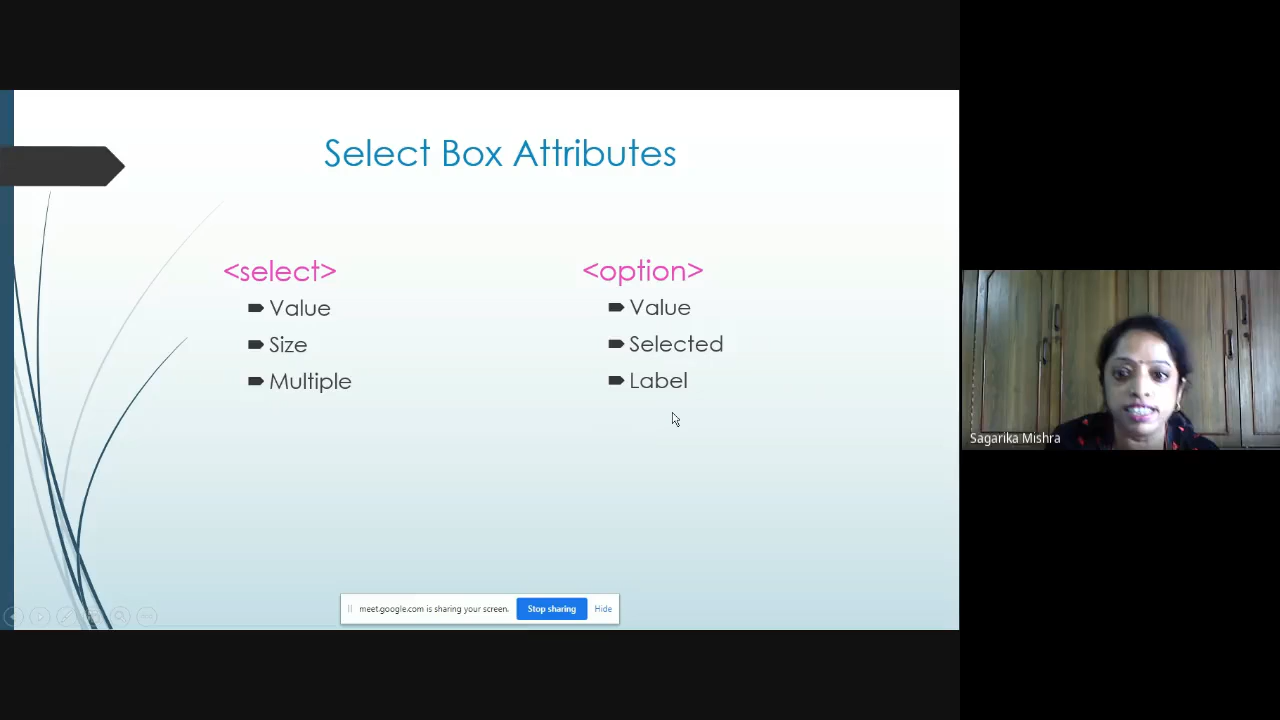 Select Box Attributes
<select>
Value
Size
Multiple
<option>
Value
Selected
Label
Sagarika Mishra
meet.google.com is sharing your screen.
Stop sharing
Hide